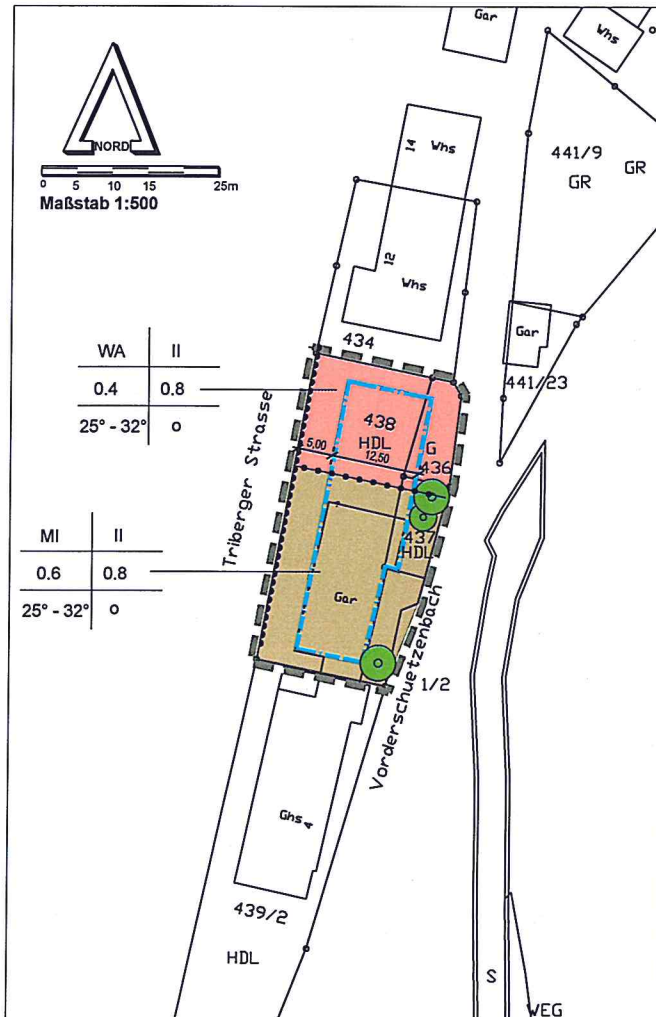 Gar
Whs
NORD
0 5 10 15 25m
Maßstab 1:500
14
Whs
441/9
GR
GR
12
Whs
Gar
434
441/23
WA II
0.4 0.8
25° - 32° o
Triberger Strasse
438
HDL
G
5,00
12,50
436
437
HDL
MI II
0.6 0.8
25° - 32° o
Gar
1/2
Vorderschuetzenbach
Ghs 4
439/2
HDL
S
WEG